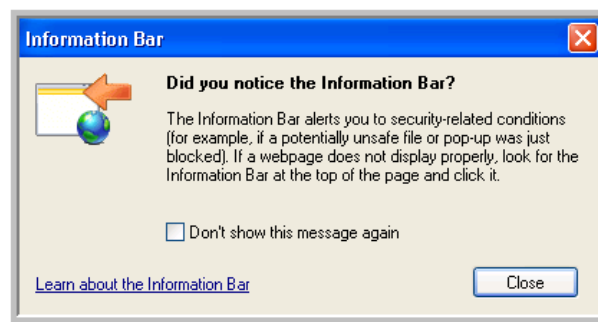 Information Bar
Did you notice the Information Bar?
The Information Bar alerts you to security-related conditions
(for example, if a potentially unsafe file or pop-up was just
blocked). If a webpage does not display properly, look for the
Information Bar at the top of the page and click it.
Don't show this message again
Learn about the Information Bar
Close